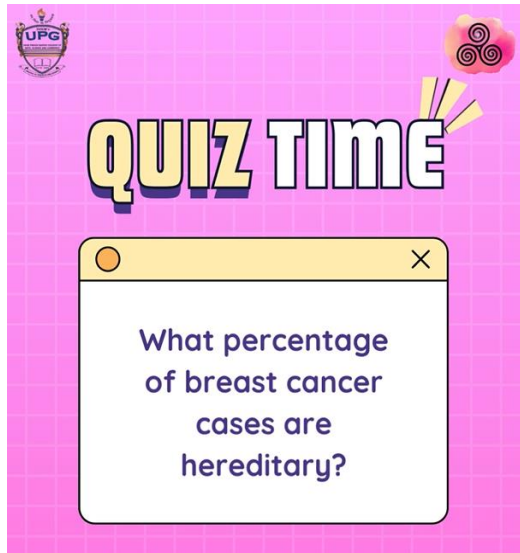 UPG
QUIZ TIME
What percentage
of breast cancer
cases are
hereditary?